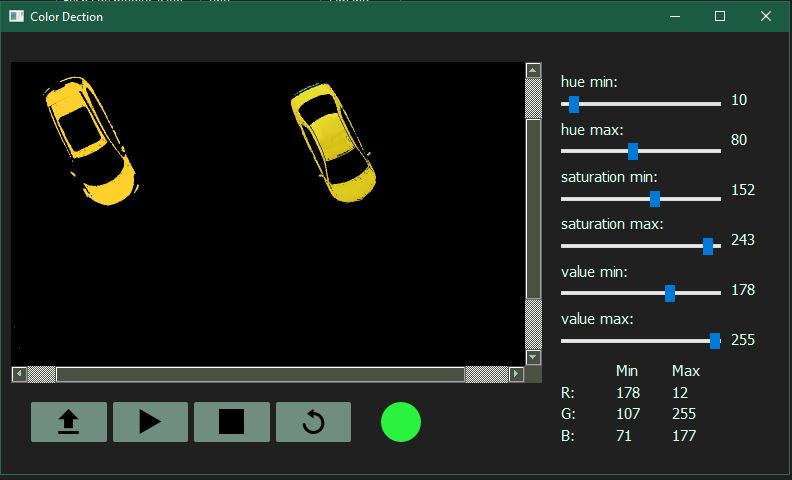 Color Dection
hue min:
10
hue max:
80
saturation min:
152
saturation max:
243
value min:
178
value max:
255
Min Max
R: 178 12
G: 107 255
B: 71 177